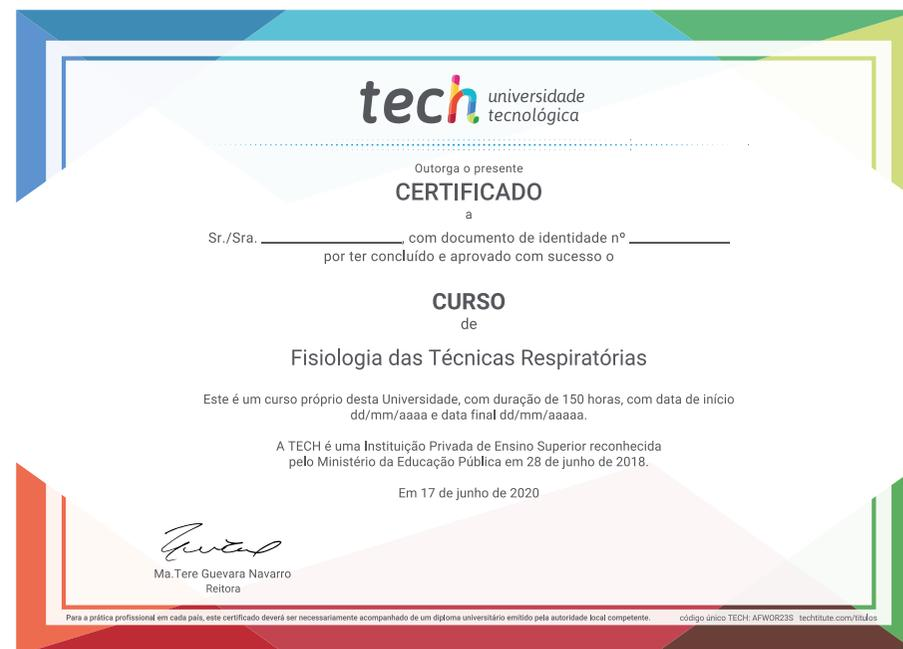 tech universidade
tecnológica
Outorga o presente
CERTIFICADO
a
Sr./Sra. ____________, com documento de identidade nº ____________
por ter concluído e aprovado com sucesso o
CURSO
de
Fisiologia das Técnicas Respiratórias
Este é um curso próprio desta Universidade, com duração de 150 horas, com data de início
dd/mm/aaaa e data final dd/mm/aaaaa.
A TECH é uma Instituição Privada de Ensino Superior reconhecida
pelo Ministério da Educação Pública em 28 de junho de 2018.
Em 17 de junho de 2020
Ma.Tere Guevara Navarro
Reitora
Para a prática profissional em cada país, este certificado deverá ser necessariamente acompanhado de um diploma universitário emitido pela autoridade local competente. código único TECH: AFWOR23S techtitute.com/titulos